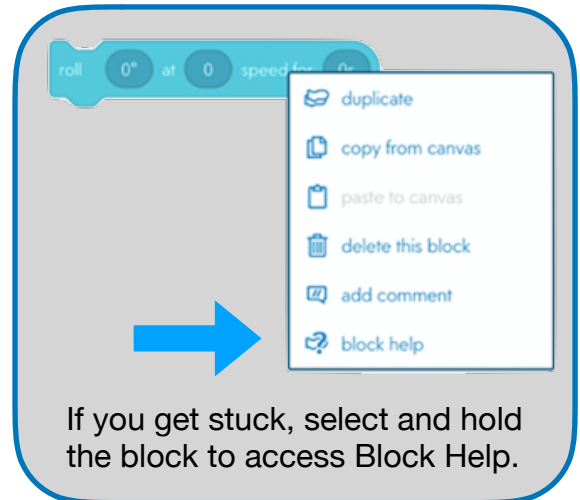 roll 0° at 0 speed for 0s
duplicate
copy from canvas
paste to canvas
delete this block
add comment
block help
If you get stuck, select and hold
the block to access Block Help.